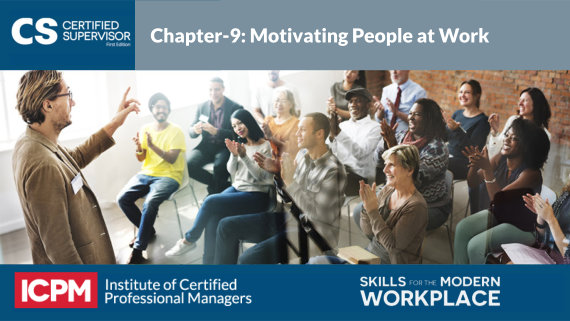 CS CERTIFIED
SUPERVISOR
First Edition
Chapter-9: Motivating People at Work
ICPM Institute of Certified
Professional Managers
SKILLS FOR THE MODERN
WORKPLACE